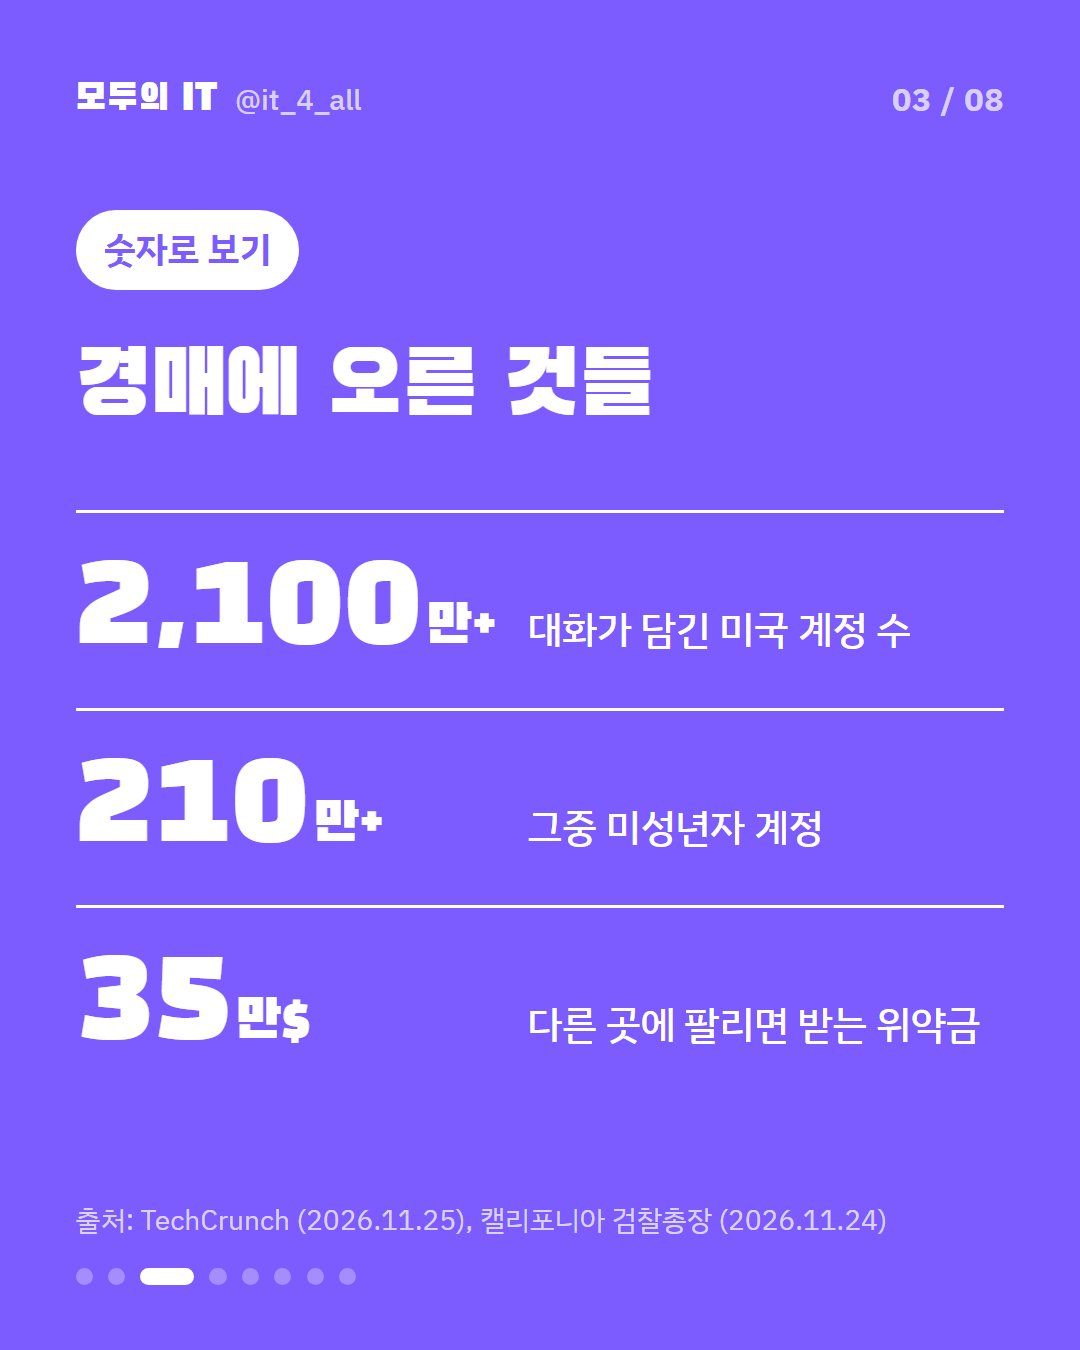 모두의 IT @it_4_all 03 / 08
숫자로 보기
경매에 오른 것들
2,100만+ 대화가 담긴 미국 계정 수
210만+ 그중 미성년자 계정
35만$ 다른 곳에 팔리면 받는 위약금
출처: TechCrunch (2026.11.25), 캘리포니아 검찰총장 (2026.11.24)